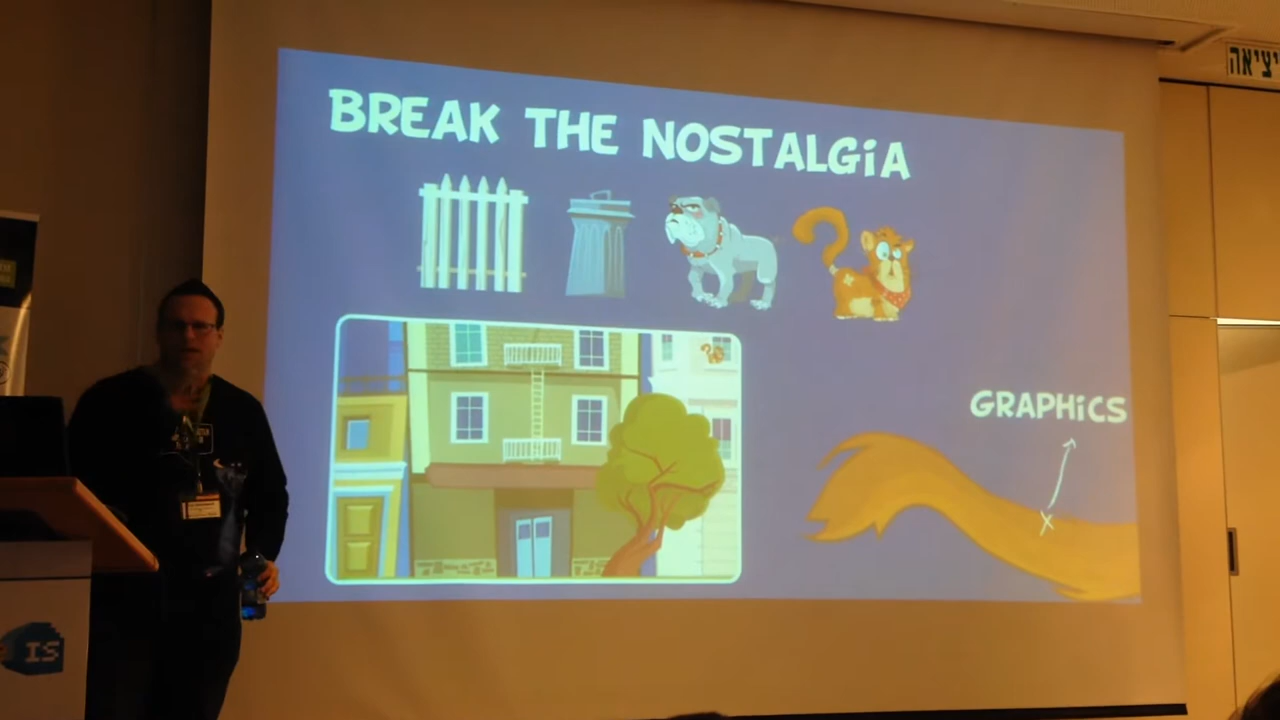 BREAK THE NOSTALGiA
יציאה
GRAPHiCS
IS